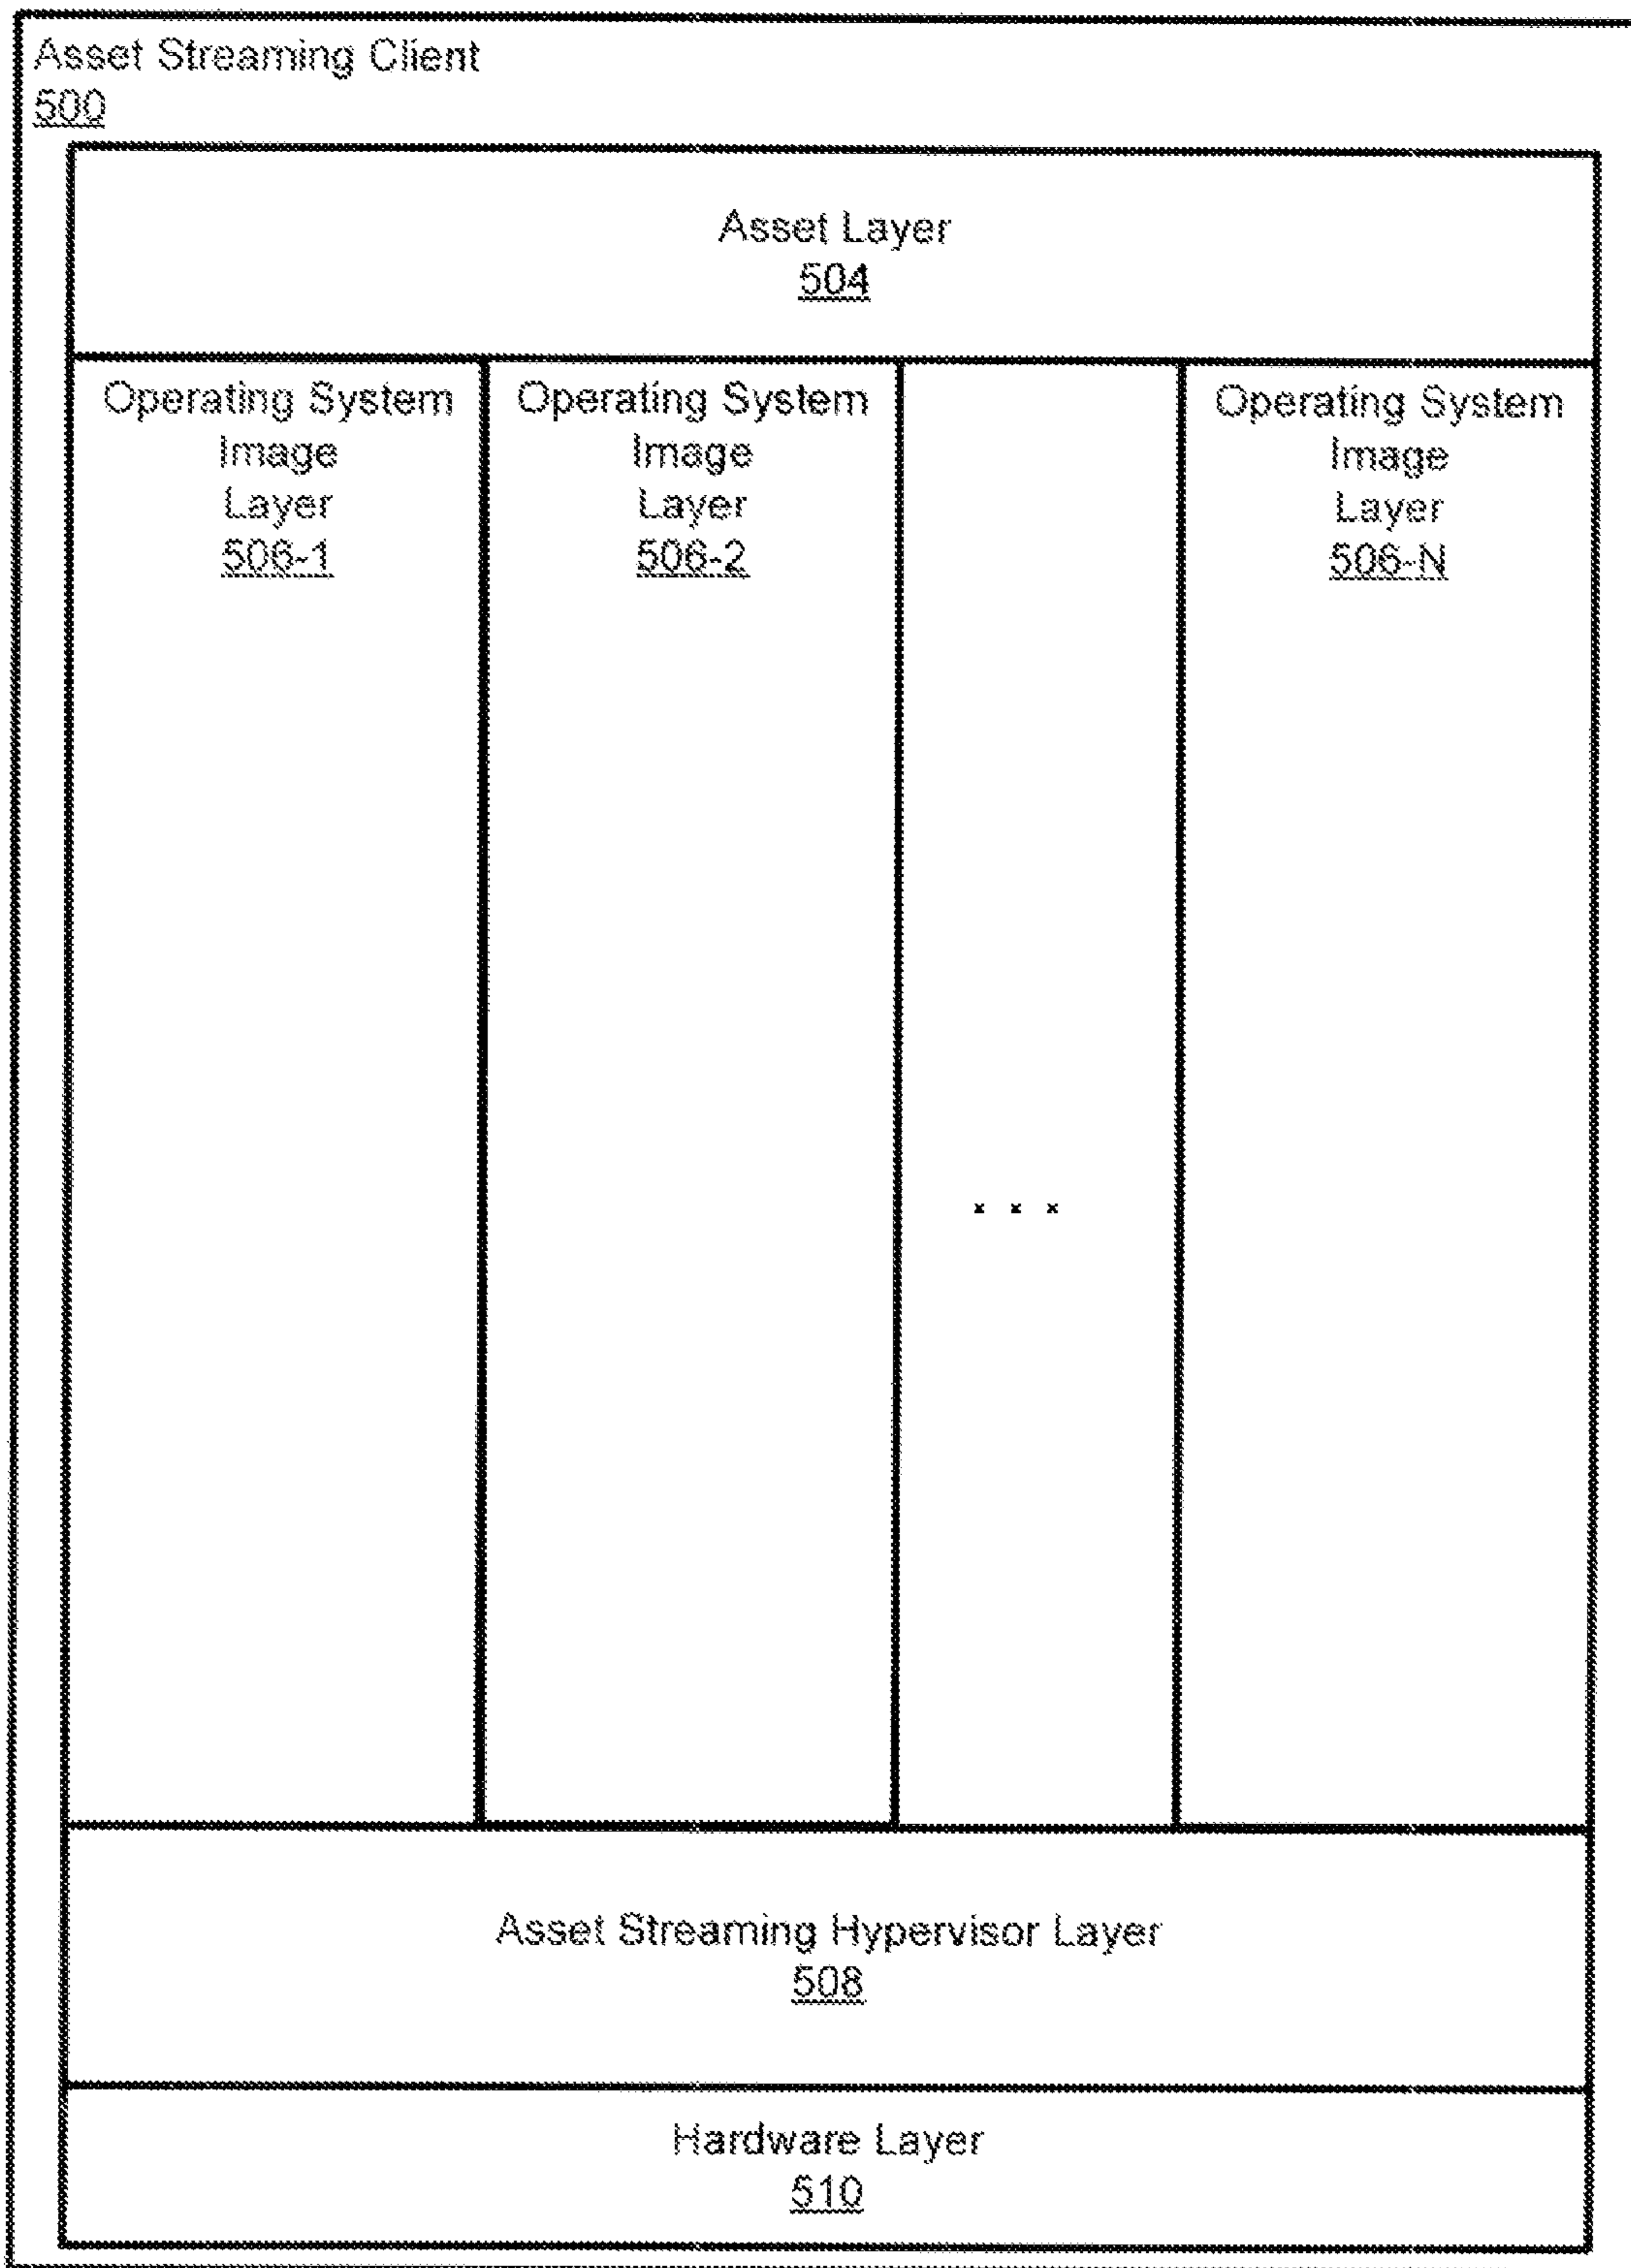 Asset Streaming Client
500
Asset Layer
504
Operating System
Image
Layer
506-1
Operating System
Image
Layer
506-2
. . .
Operating System
Image
Layer
506-N
Asset Streaming Hypervisor Layer
508
Hardware Layer
510